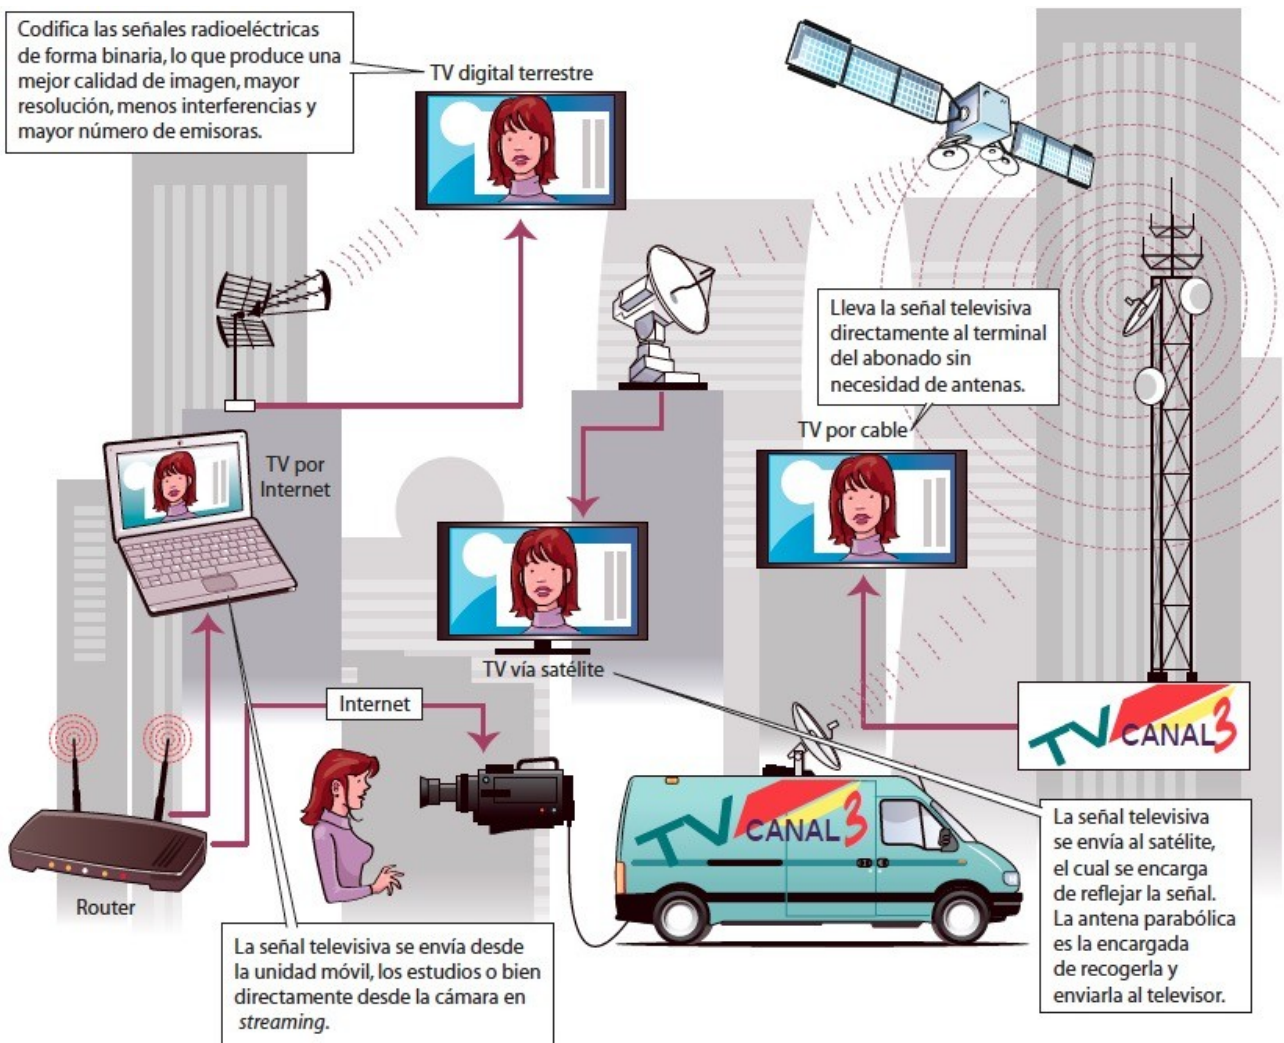 Codifica las señales radioeléctricas
de forma binaria, lo que produce una
mejor calidad de imagen, mayor
resolución, menos interferencias y
mayor número de emisoras.
TV digital terrestre
Lleva la señal televisiva
directamente al terminal
del abonado sin
necesidad de antenas.
TV por cable
TV por
Internet
TV vía satélite
Internet
TV CANAL 3
TV CANAL 3
Router
La señal televisiva se envía desde
la unidad móvil, los estudios o bien
directamente desde la cámara en
streaming.
La señal televisiva
se envía al satélite,
el cual se encarga
de reflejar la señal.
La antena parabólica
es la encargada
de recogerla y
enviarla al televisor.